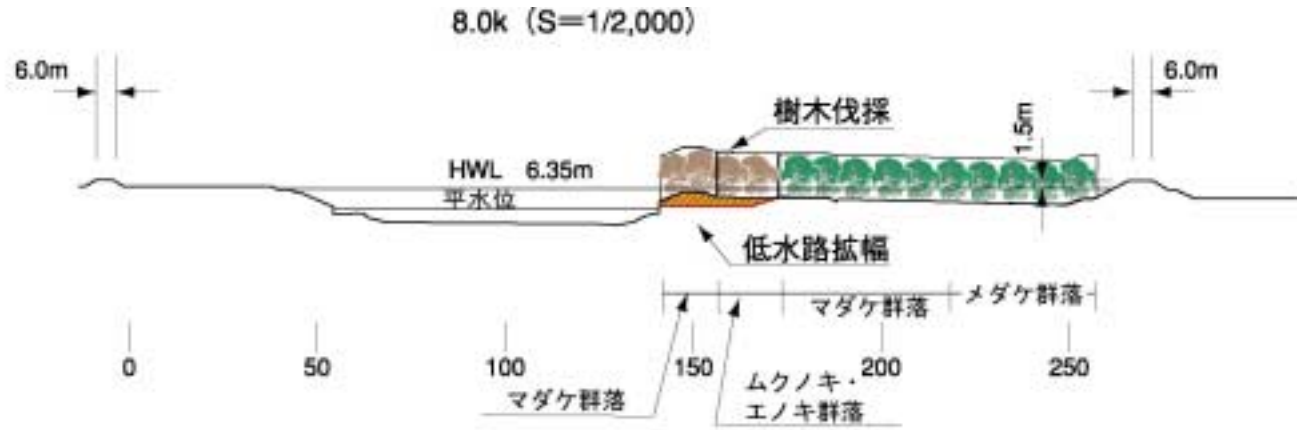 8.0k (S=1/2,000)
6.0m
6.0m
樹木伐採
1.5m
HWL 6.35m
平水位
低水路拡幅
マダケ群落
メダケ群落
0
50
100
150
200
250
マダケ群落
ムクノキ・
エノキ群落